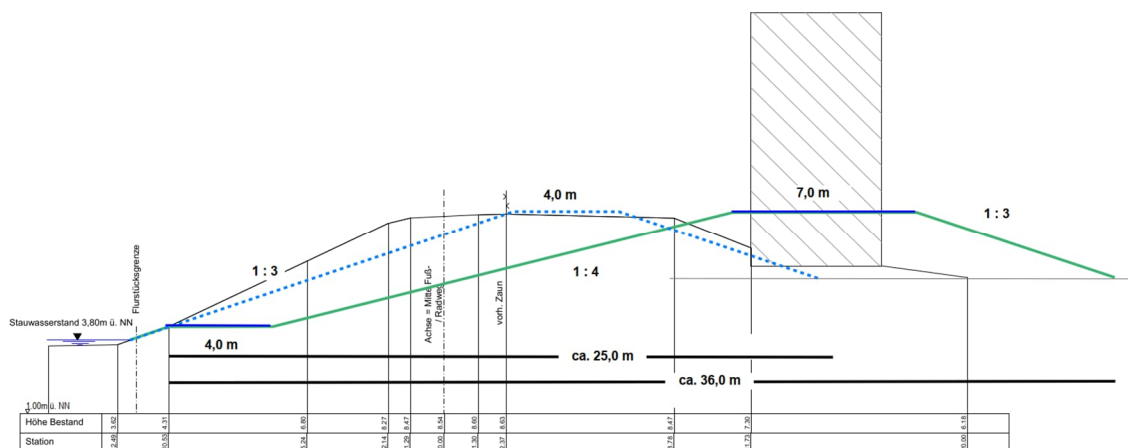 4,0 m
7,0 m
1 : 3
1 : 3
1 : 4
Flurstücksgrenze
Achse = Mitte Fuß-
/ Radweg
vorh. Zaun
Stauwasserstand 3,80m ü. NN
4,0 m
ca. 25,0 m
ca. 36,0 m
1.00m ü. NN
Höhe Bestand 3.62 4.31 6.80 8.27 8.47 8.54 8.60 8.63 8.47 7.30 6.18
Station